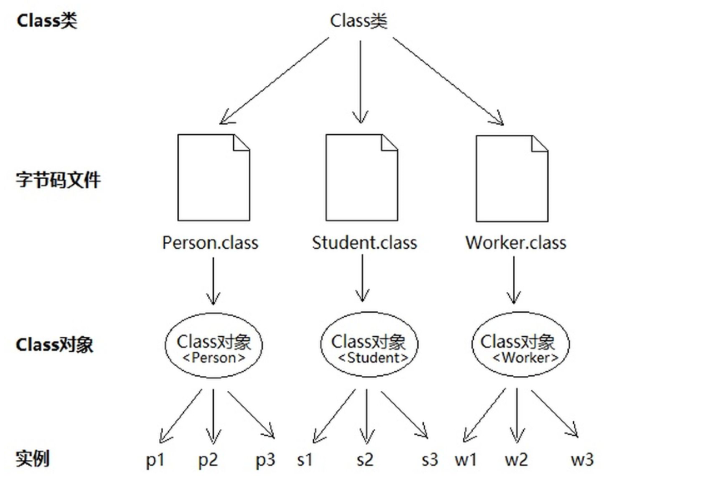 Class类 Class类
字节码文件
Person.class Student.class Worker.class
Class对象 Class对象 Class对象 Class对象
<Person> <Student> <Worker>
实例 p1 p2 p3 s1 s2 s3 w1 w2 w3